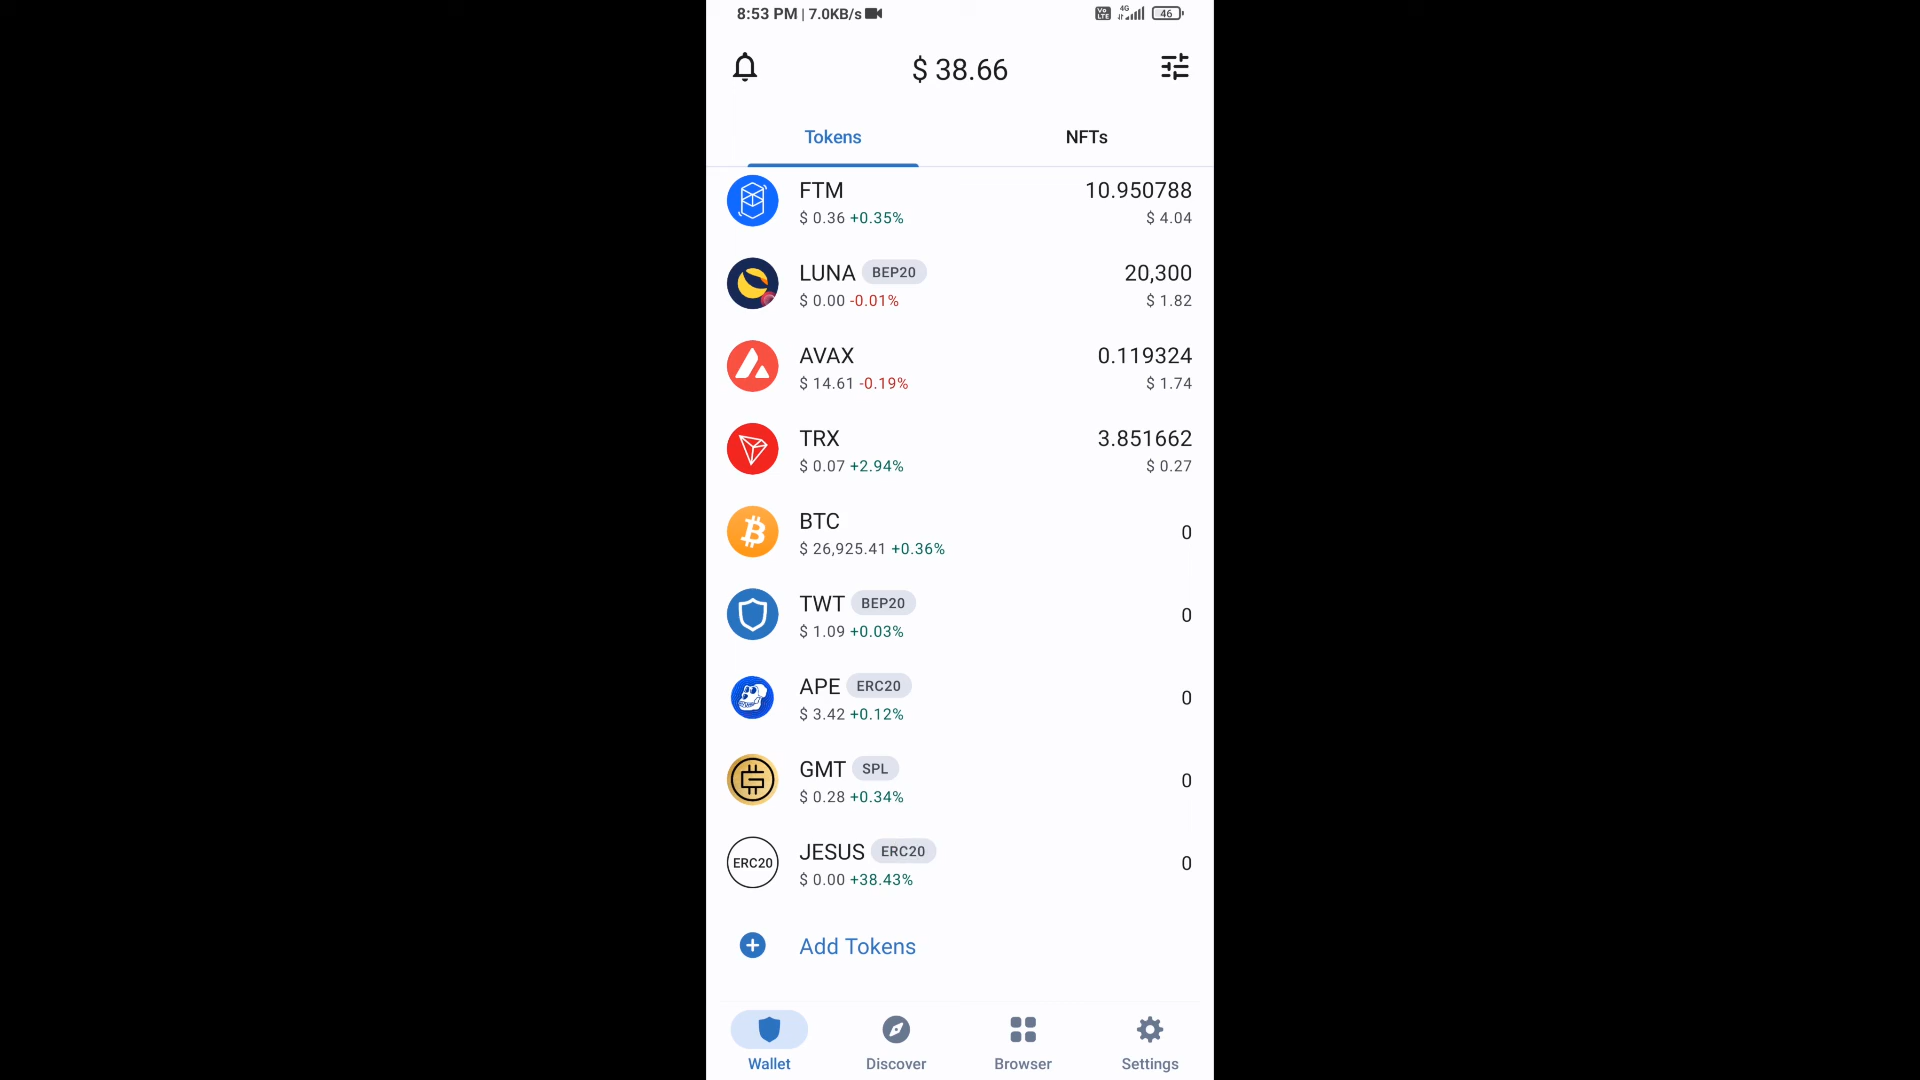 8:53 PM | 7.0KB/s
Vo LTE 4G 46
$ 38.66
Tokens NFTs
FTM 10.950788
$ 0.36 +0.35% $ 4.04
LUNA BEP20 20,300
$ 0.00 -0.01% $ 1.82
AVAX 0.119324
$ 14.61 -0.19% $ 1.74
TRX 3.851662
$ 0.07 +2.94% $ 0.27
BTC 0
$ 26,925.41 +0.36%
TWT BEP20 0
$ 1.09 +0.03%
APE ERC20 0
$ 3.42 +0.12%
GMT SPL 0
$ 0.28 +0.34%
ERC20 JESUS ERC20 0
$ 0.00 +38.43%
Add Tokens
Wallet Discover Browser Settings